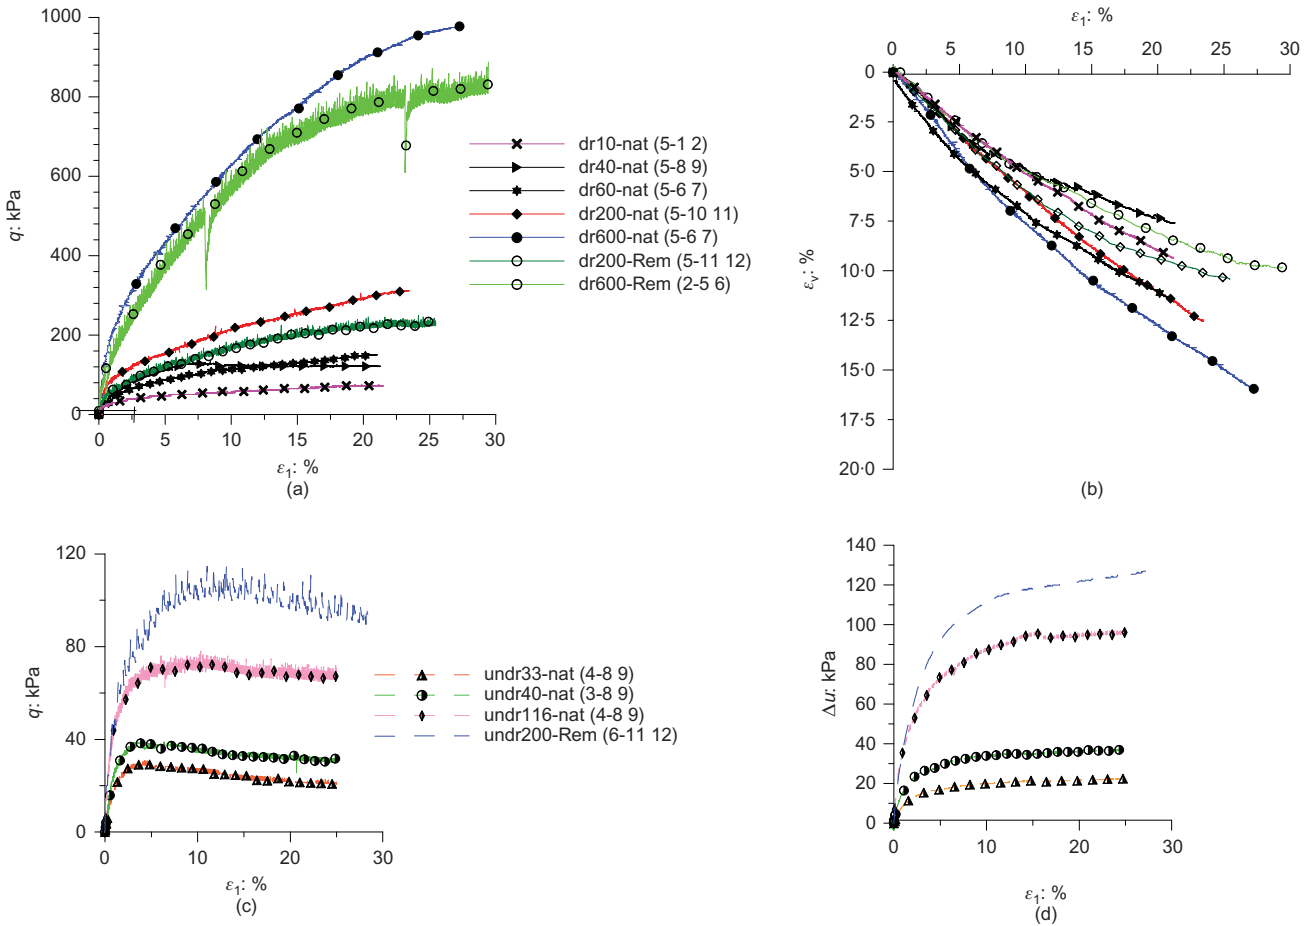 1000
800
600
400
200
0
q: kPa
0 5 10 15 20 25 30
ε1: %
(a)
dr10-nat (5-1 2)
dr40-nat (5-8 9)
dr60-nat (5-6 7)
dr200-nat (5-10 11)
dr600-nat (5-6 7)
dr200-Rem (5-11 12)
dr600-Rem (2-5 6)
ε1: %
0 5 10 15 20 25 30
0
2·5
5·0
7·5
10·0
12·5
15·0
20·0
εv: %
(b)
120
80
40
0
q: kPa
0 10 20 30
ε1: %
(c)
undr33-nat (4-8 9)
undr40-nat (3-8 9)
undr116-nat (4-8 9)
undr200-Rem (6-11 12)
140
120
100
80
60
40
20
0
Δu: kPa
0 10 20 30
ε1: %
(d)